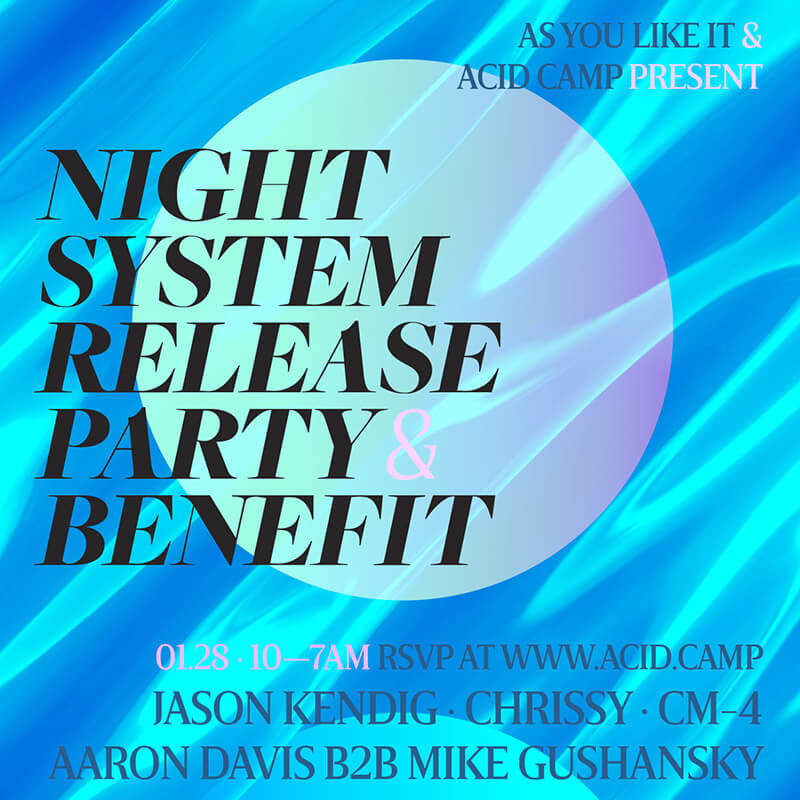 AS YOU LIKE IT &
ACID CAMP PRESENT
NIGHT
SYSTEM
RELEASE
PARTY &
BENEFIT
01.28 · 10—7AM RSVP AT WWW.ACID.CAMP
JASON KENDIG · CHRISSY · CM-4
AARON DAVIS B2B MIKE GUSHANSKY